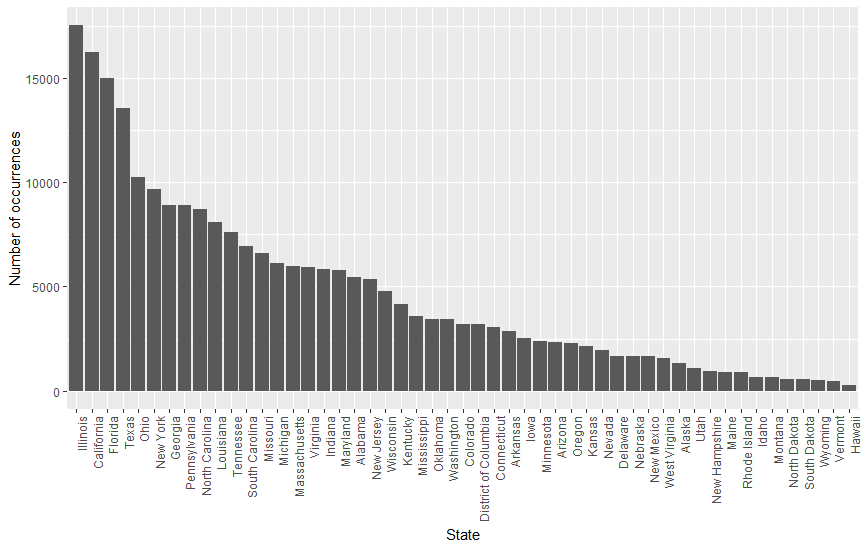 Number of occurrences
15000
10000
5000
0
Illinois
California
Florida
Texas
Ohio
New York
Georgia
Pennsylvania
North Carolina
Louisiana
Tennessee
South Carolina
Missouri
Michigan
Massachusetts
Virginia
Indiana
Maryland
Alabama
New Jersey
Wisconsin
Kentucky
Mississippi
Oklahoma
Washington
Colorado
District of Columbia
Connecticut
Arkansas
Iowa
Minnesota
Arizona
Oregon
Kansas
Nevada
Delaware
Nebraska
New Mexico
West Virginia
Alaska
Utah
New Hampshire
Maine
Rhode Island
Idaho
Montana
North Dakota
South Dakota
Wyoming
Vermont
Hawaii
State